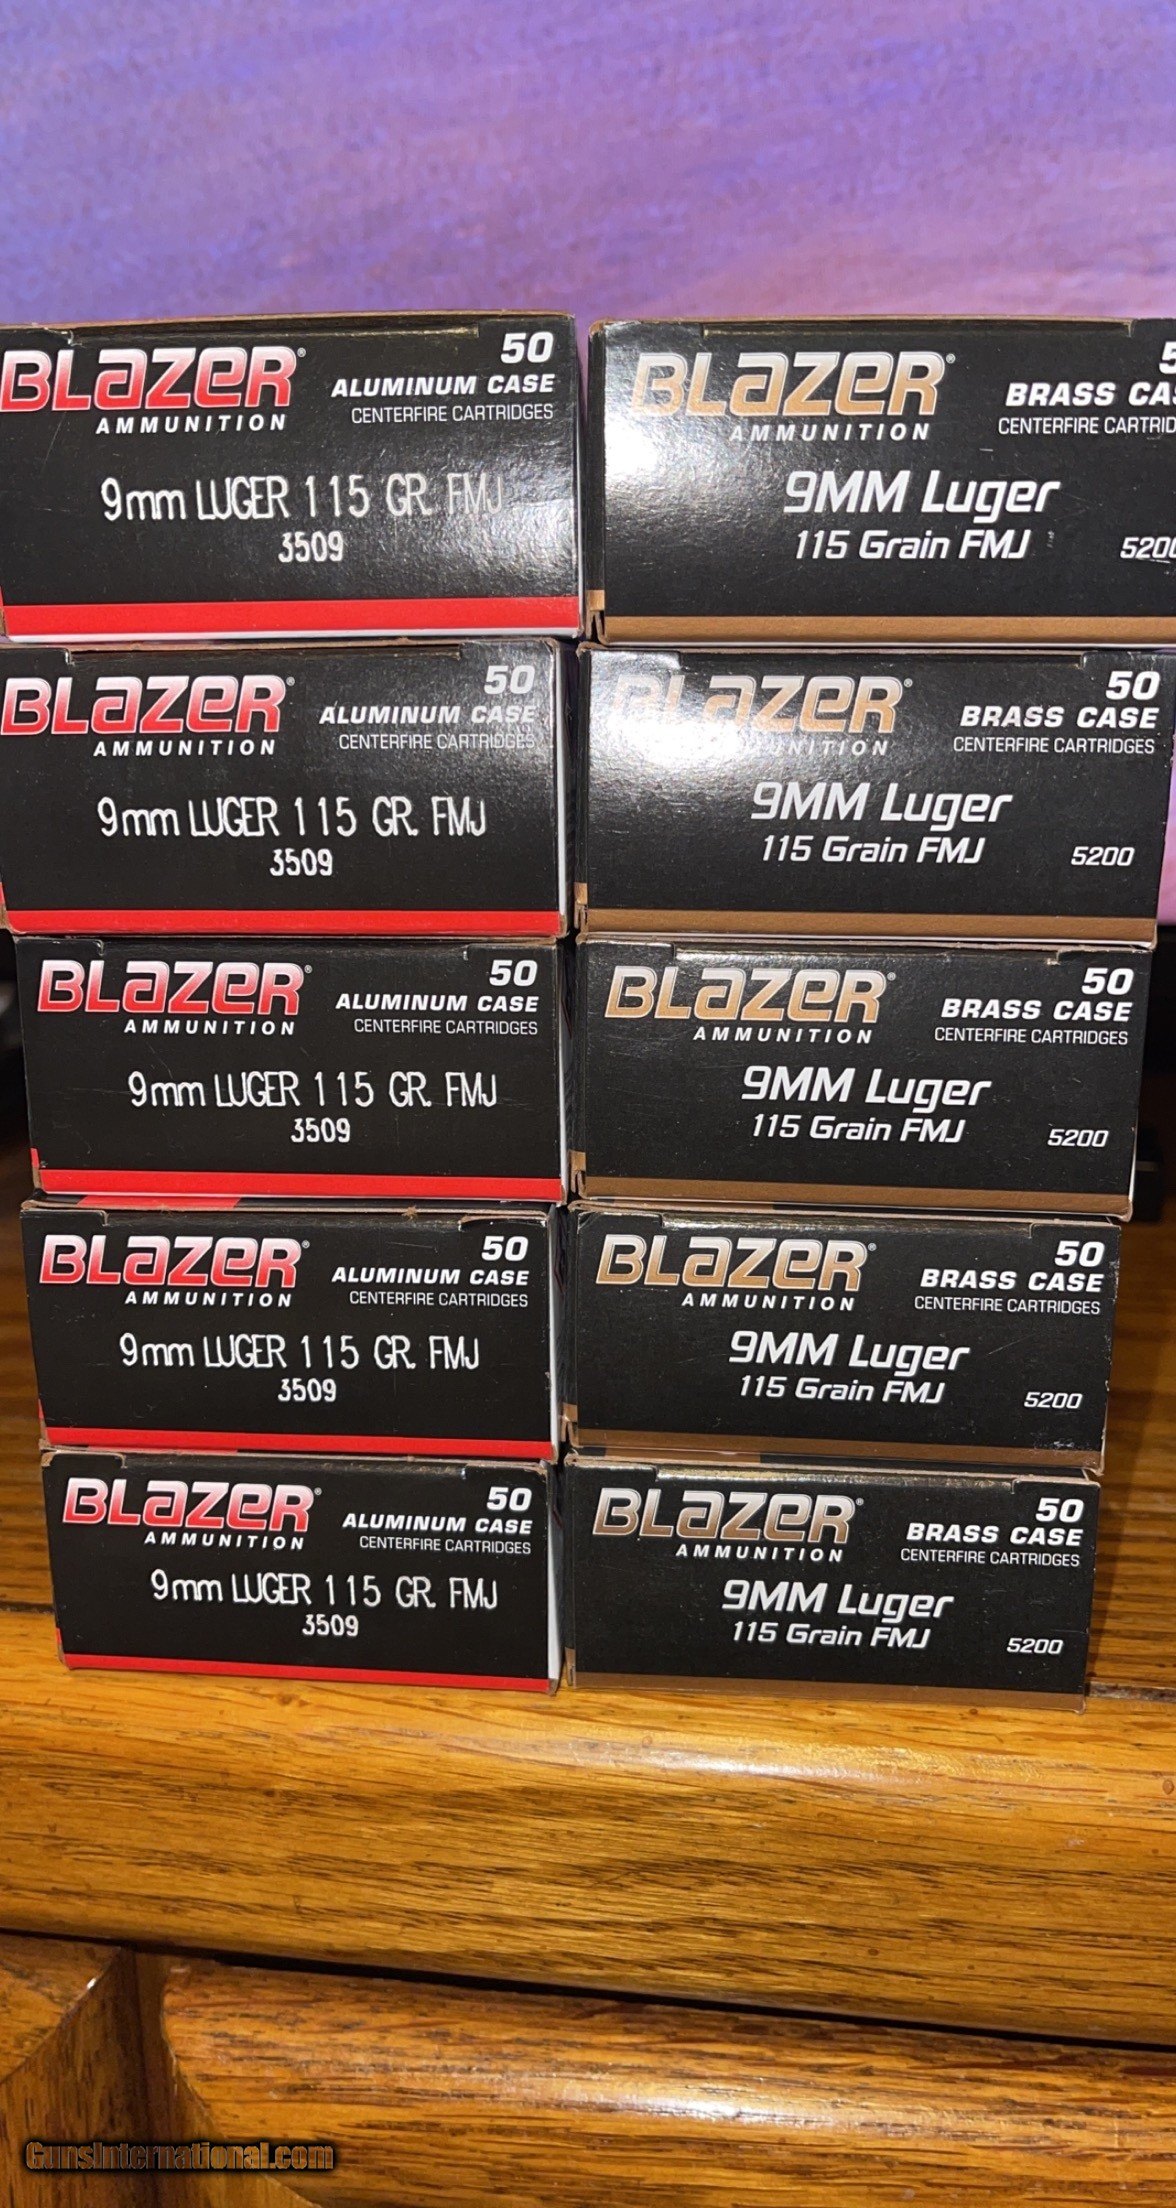 BLAZER®
AMMUNITION
50
ALUMINUM CASE
CENTERFIRE CARTRIDGES
9mm LUGER 115 GR. FMJ
3509
BLAZER®
AMMUNITION
BRASS
CENTERFIRE
9MM Luger
115 Grain FMJ
BLAZER®
AMMUNITION
50
ALUMINUM CASE
CENTERFIRE CARTRIDGES
9mm LUGER 115 GR. FMJ
3509
BLAZER®
AMMUNITION
50
BRASS CASE
CENTERFIRE CARTRIDGES
9MM Luger
115 Grain FMJ
5200
BLAZER®
AMMUNITION
50
ALUMINUM CASE
CENTERFIRE CARTRIDGES
9mm LUGER 115 GR. FMJ
3509
BLAZER®
AMMUNITION
50
BRASS CASE
CENTERFIRE CARTRIDGES
9MM Luger
115 Grain FMJ
5200
BLAZER®
AMMUNITION
50
ALUMINUM CASE
CENTERFIRE CARTRIDGES
9mm LUGER 115 GR. FMJ
3509
BLAZER®
AMMUNITION
50
BRASS CASE
CENTERFIRE CARTRIDGES
9MM Luger
115 Grain FMJ
5200
BLAZER®
AMMUNITION
50
ALUMINUM CASE
CENTERFIRE CARTRIDGES
9mm LUGER 115 GR. FMJ
3509
BLAZER®
AMMUNITION
50
BRASS CASE
CENTERFIRE CARTRIDGES
9MM Luger
115 Grain FMJ
5200
GunsInternational.com